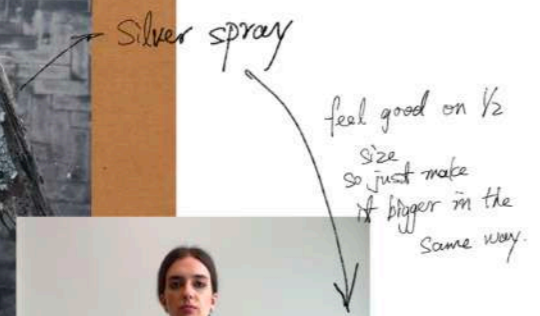 Silver spray
feel good on 1/2
size
so just make
it bigger in the
same way.